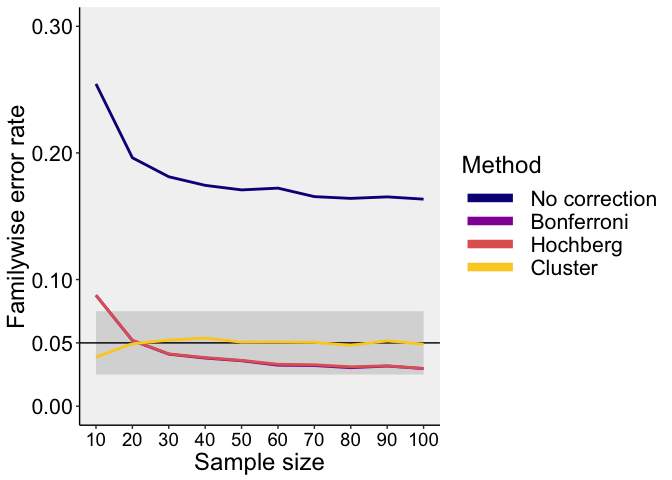 Familywise error rate
0.30
0.20
0.10
0.05
0.00
10 20 30 40 50 60 70 80 90 100
Sample size
Method
No correction
Bonferroni
Hochberg
Cluster